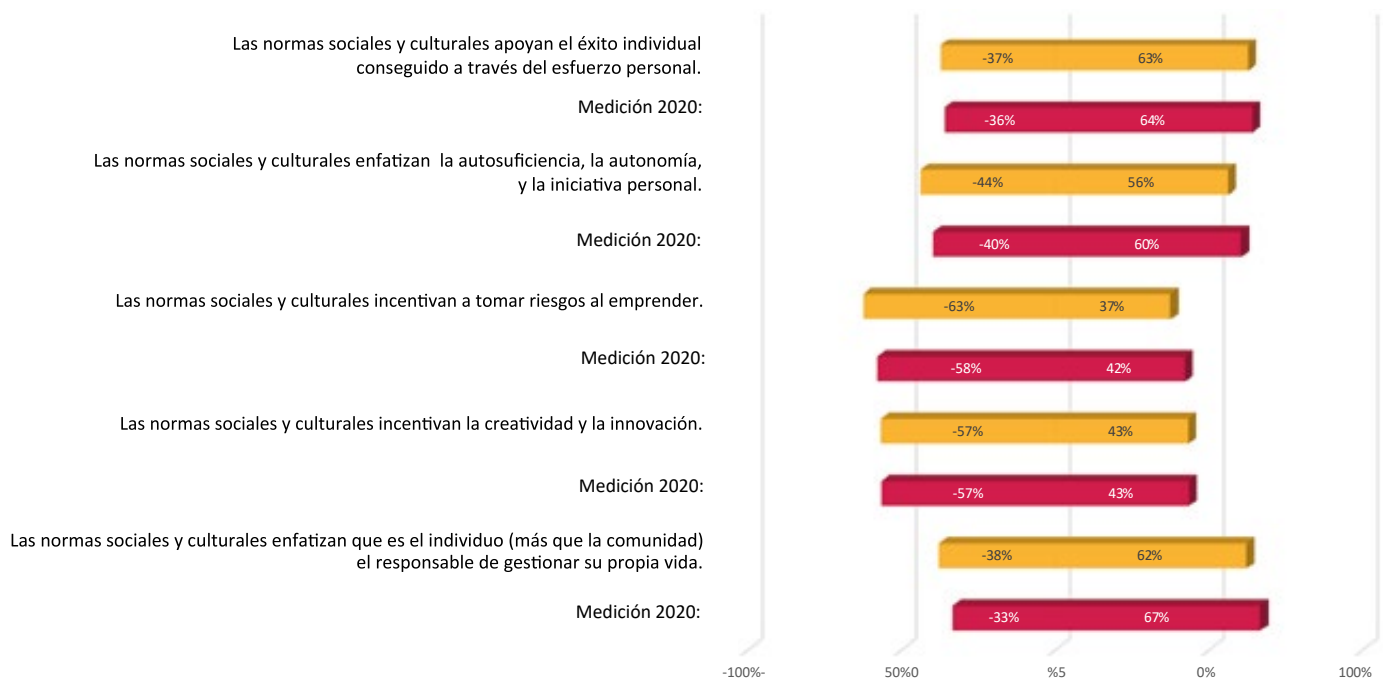 Las normas sociales y culturales apoyan el éxito individual
conseguido a través del esfuerzo personal.
-37% 63%
Medición 2020:
-36% 64%
Las normas sociales y culturales enfatizan la autosuficiencia, la autonomía,
y la iniciativa personal.
-44% 56%
Medición 2020:
-40% 60%
Las normas sociales y culturales incentivan a tomar riesgos al emprender.
-63% 37%
Medición 2020:
-58% 42%
Las normas sociales y culturales incentivan la creatividad y la innovación.
-57% 43%
Medición 2020:
-57% 43%
Las normas sociales y culturales enfatizan que es el individuo (más que la comunidad)
el responsable de gestionar su propia vida.
-38% 62%
Medición 2020:
-33% 67%
-100%- 50%0 %5 0% 100%